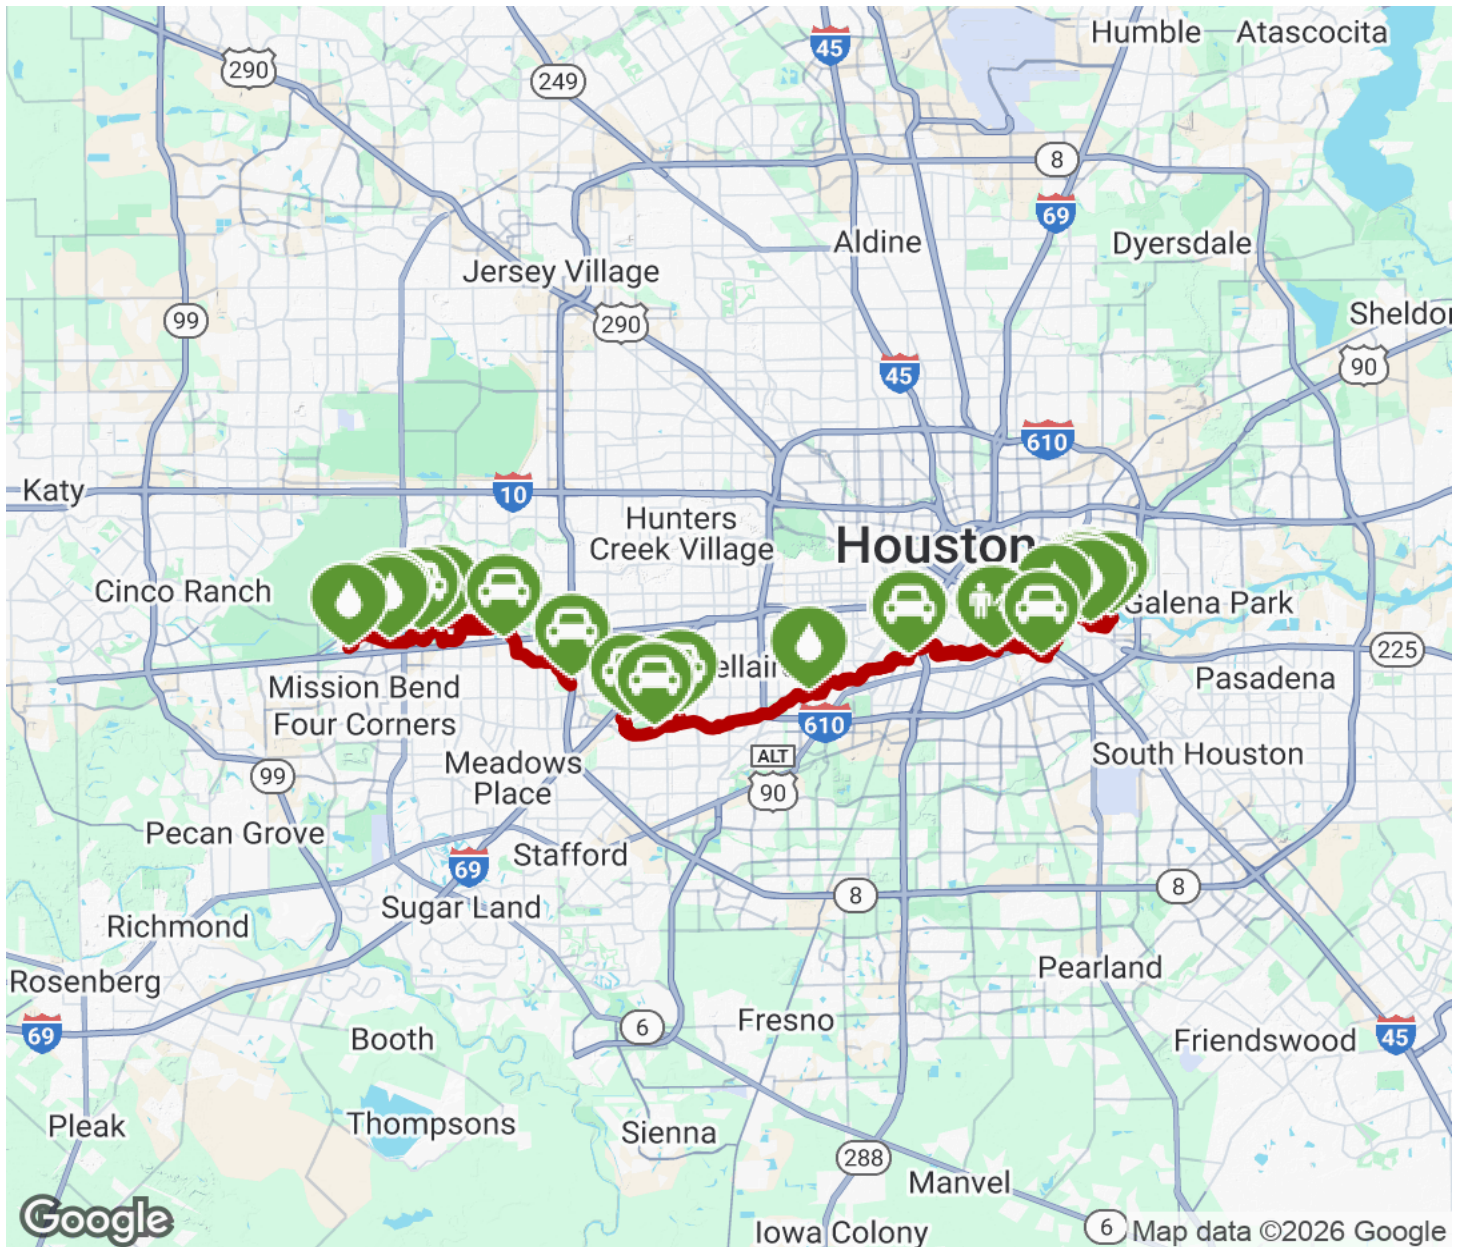 Humble
Atascocita
45
290
249
8
69
Aldine
Dyersdale
Jersey Village
99
290
Sheldor
45
90
610
Katy
10
Hunters
Creek Village
Houston
Cinco Ranch
Galena Park
225
ellair
Mission Bend
Pasadena
Four Corners
610
South Houston
Meadows
Place
ALT
90
99
Pecan Grove
Stafford
69
8
8
Sugar Land
Richmond
Pearland
Rosenberg
69
Booth
6
Fresno
Friendswood
45
Pleak
Thompsons
Sienna
288
Manvel
Google
Iowa Colony
6
Map data ©2026 Google